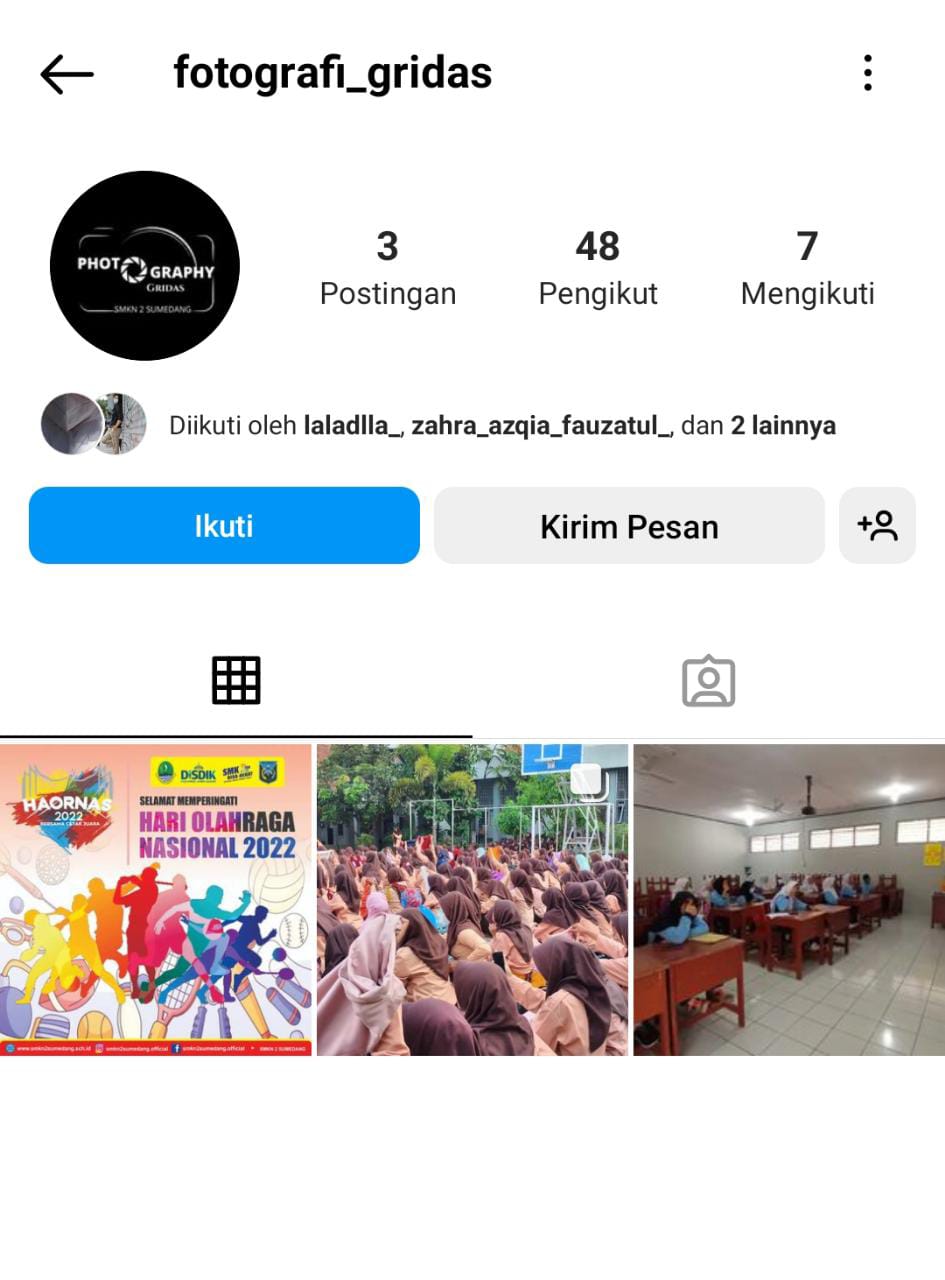 fotografi_gridas
PHOTOGRAPHY
GRIDAS
SMKN 2 SUMEDANG
3
Postingan
48
Pengikut
7
Mengikuti
Diikuti oleh laladlla_, zahra_azqia_fauzatul_, dan 2 lainnya
Ikuti
Kirim Pesan
DISDIK
SMK
HAORNAS
2022
BERSAMA CETAK JUARA
SELAMAT MEMPERINGATI
HARI OLAHRAGA
NASIONAL 2022
www.smkn2sumedang.sch.id smkn2sumedang.official smkn2sumedang.official SMKN 2 SUMEDANG